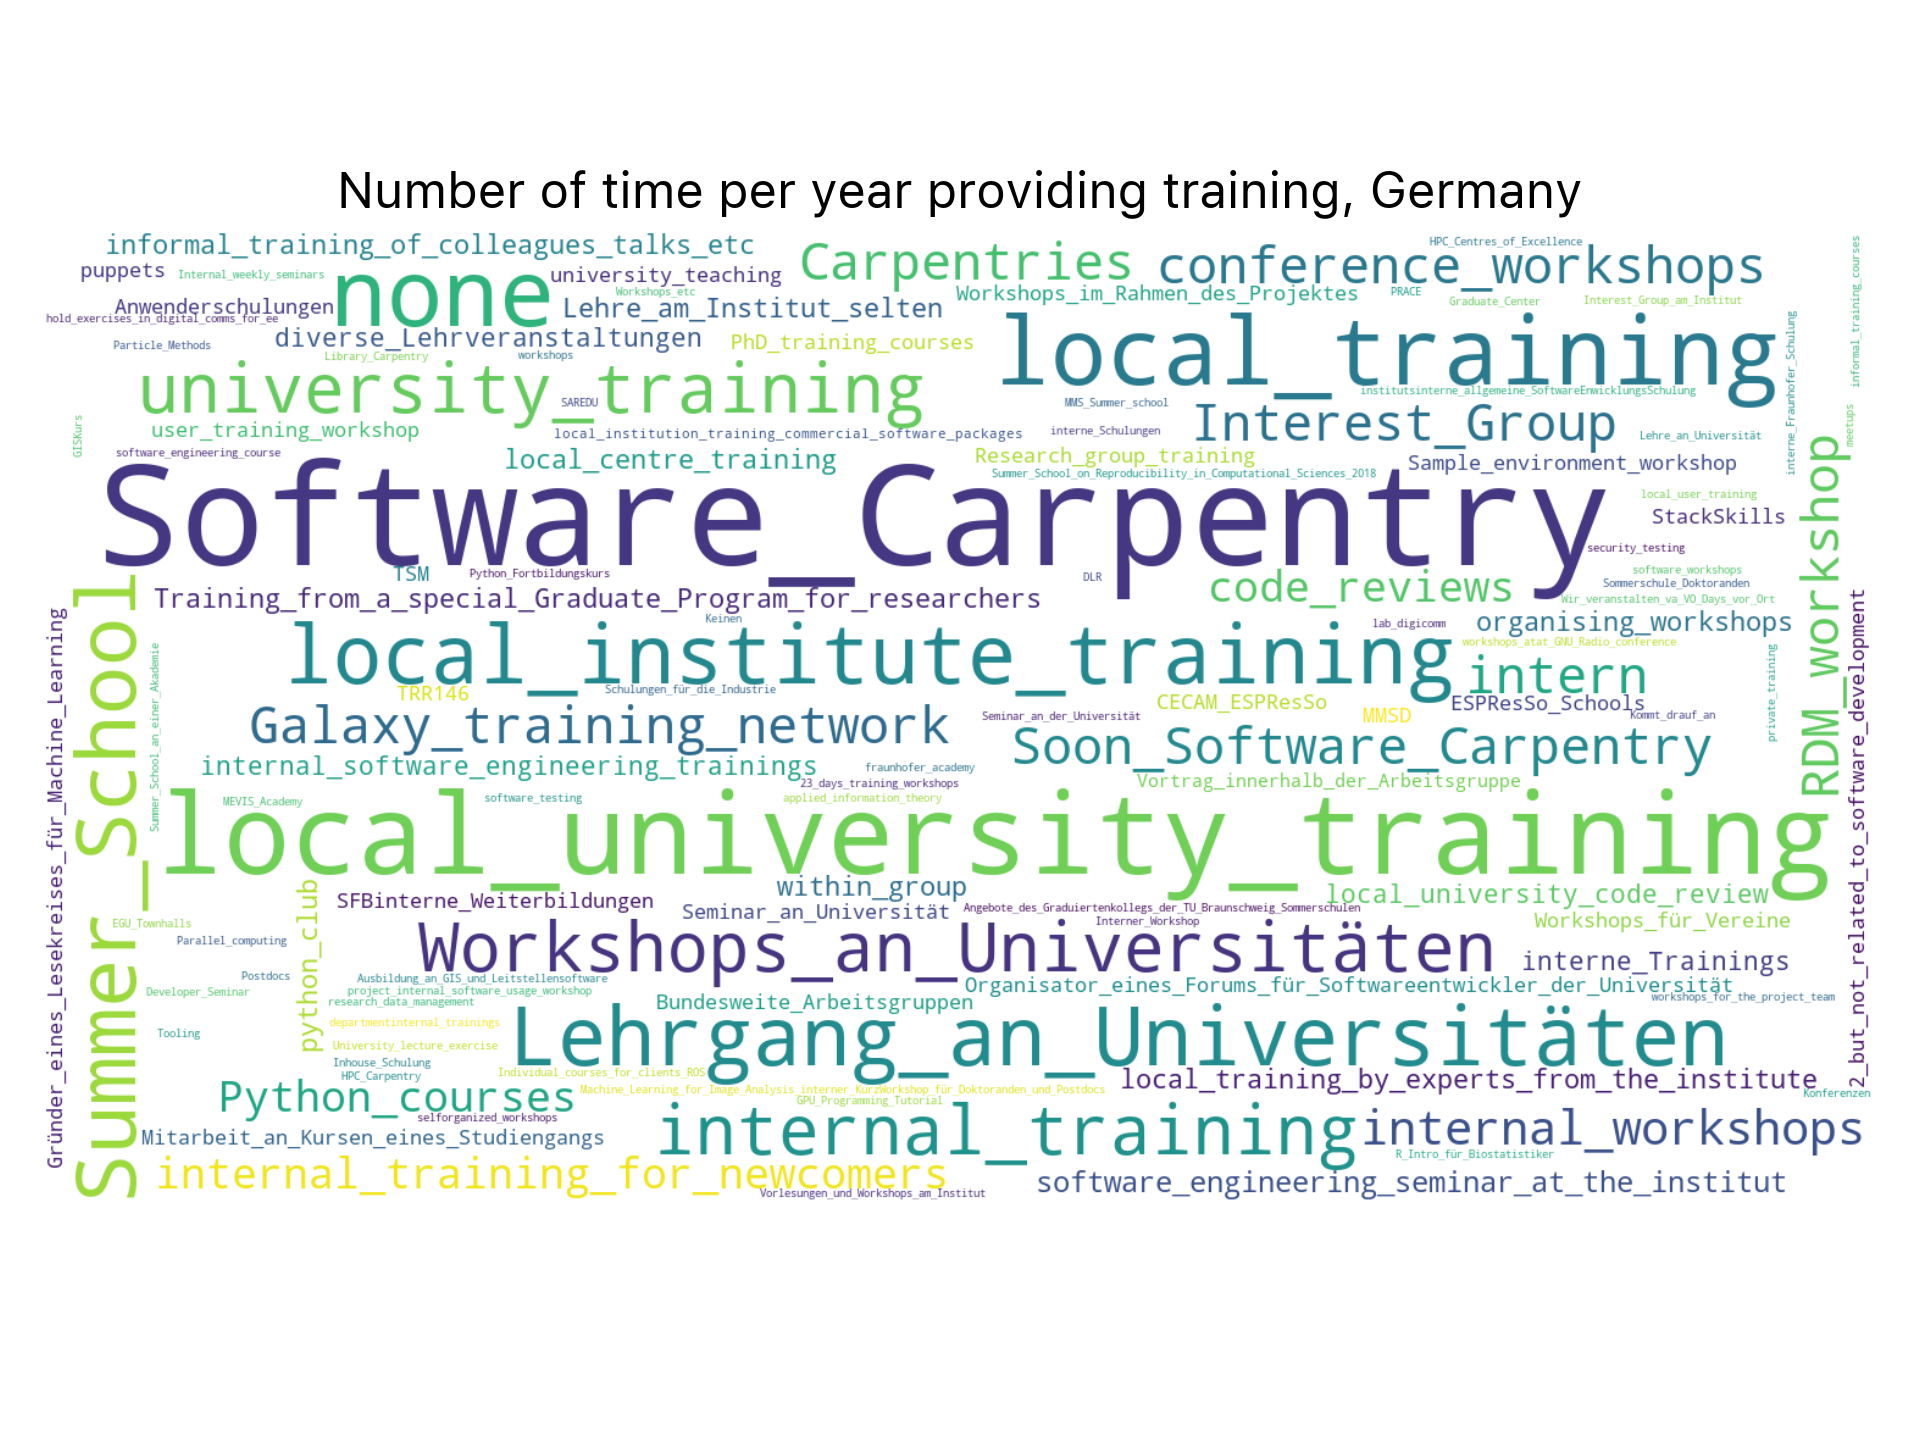 Number of time per year providing training, Germany
informal_training_of_colleagues_talks_etc
Carpentries
conference_workshops
HPC_Centres_of_Excellence
informal_training_courses
puppets
Internal_weekly_seminars
none
university_teaching
Workshops_etc
Workshops_im_Rahmen_des_Projektes
PRACE
Graduate_Center
Interest_Group_am_Institut
Anwenderschulungen
Lehre_am_Institut_selten
hold_exercises_in_digital_comms_for_ee
diverse_Lehrveranstaltungen
PhD_training_courses
local_training
interne_Fraunhofer_Schulung
Particle_Methods
Library_Carpentry
workshops
university_training
SAREDU
MMS_Summer_school
institutsinterne_allgemeine_SoftwareEnwicklungsSchulung
Interest_Group
meetups
GISKurs
user_training_workshop
local_institution_training_commercial_software_packages
interne_Schulungen
Lehre_an_Universität
software_engineering_course
local_centre_training
Research_group_training
Sample_environment_workshop
Summer_School_on_Reproducibility_in_Computational_Sciences_2018
Software_Carpentry
local_user_training
StackSkills
RDM_workshop
security_testing
TSM
Python_Fortbildungskurs
DLR
code_reviews
software_workshops
Sommerschule_Doktoranden
Training_from_a_special_Graduate_Program_for_researchers
Wir_veranstalten_va_VO_Days_vor_Ort
Keinen
lab_digicomm
organising_workshops
local_institute_training
workshops_atat_GNU_Radio_conference
intern
private_training
2_but_not_related_to_software_development
Gründer_eines_Lesekreises_für_Machine_Learning
Summer_School
Summer_School_an_einer_Akademie
TRR146
Schulungen_für_die_Industrie
CECAM_ESPResSo
MMSD
ESPResSo_Schools
Galaxy_training_network
Seminar_an_der_Universität
Kommt_drauf_an
Soon_Software_Carpentry
internal_software_engineering_trainings
fraunhofer_academy
23_days_training_workshops
Vortrag_innerhalb_der_Arbeitsgruppe
MEVIS_Academy
software_testing
applied_information_theory
local_university_training
python_club
within_group
SFBinterne_Weiterbildungen
Seminar_an_Universität
Angebote_des_Graduiertenkollegs_der_TU_Braunschweig_Sommerschulen
local_university_code_review
EGU_Townhalls
Interner_Workshop
Workshops_für_Vereine
Parallel_computing
Workshops_an_Universitäten
interne_Trainings
Postdocs
Ausbildung_an_GIS_und_Leitstellensoftware
Developer_Seminar
project_internal_software_usage_workshop
Organisator_eines_Forums_für_Softwareentwickler_der_Universität
research_data_management
Bundesweite_Arbeitsgruppen
workshops_for_the_project_team
Tooling
departmentinternal_trainings
Lehrgang_an_Universitäten
University_lecture_exercise
Inhouse_Schulung
HPC_Carpentry
Individual_courses_for_clients_ROS
local_training_by_experts_from_the_institute
Python_courses
Machine_Learning_for_Image_Analysis_interner_KurzWorkshop_für_Doktoranden_und_Postdocs
GPU_Programming_Tutorial
Konferenzen
selforganized_workshops
Mitarbeit_an_Kursen_eines_Studiengangs
internal_training
internal_workshops
R_Intro_für_Biostatistiker
internal_training_for_newcomers
Vorlesungen_und_Workshops_am_Institut
software_engineering_seminar_at_the_institut